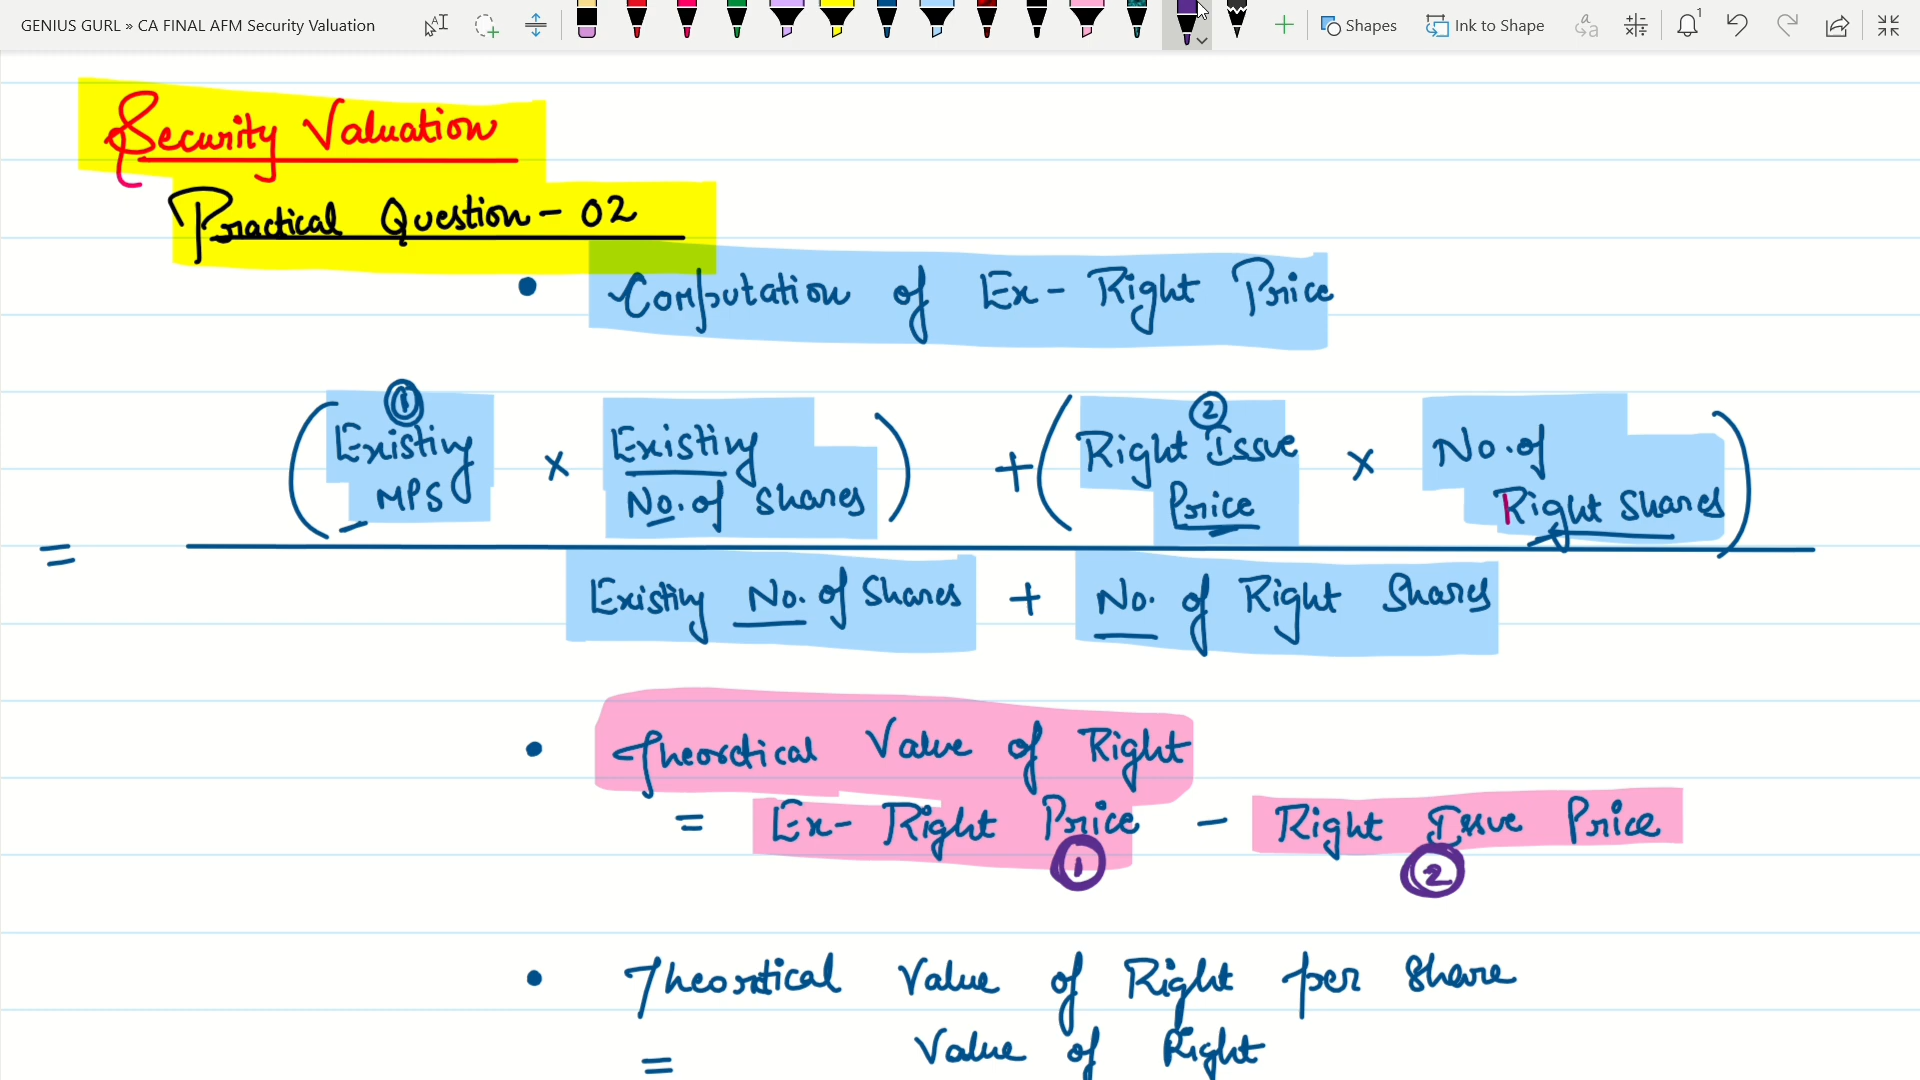 GENIUS GURL » CA FINAL AFM Security Valuation
Shapes
Ink to Shape
1
Security Valuation
Practical Question - 02
• Computation of Ex - Right Price
① ②
( Existing MPS × Existing No. of Shares ) + ( Right Issue Price × No. of Right Shares )
=
Existing No. of Shares + No. of Right Shares
• Theoretical Value of Right
= Ex - Right Price - Right Issue Price
① ②
• Theoretical Value of Right per Share
= Value of Right